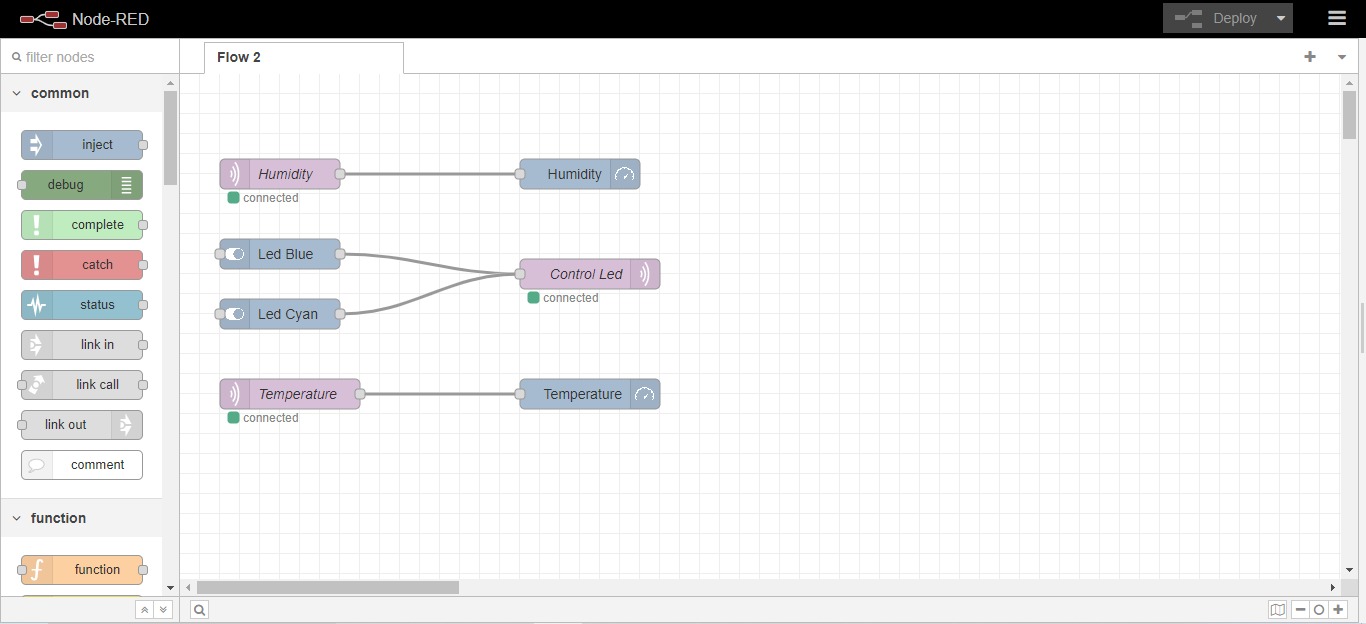 Node-RED
Deploy
filter nodes
Flow 2
common
inject
debug
complete
catch
status
link in
link call
link out
comment
function
function
Humidity
connected
Humidity
Led Blue
Led Cyan
Control Led
connected
Temperature
connected
Temperature